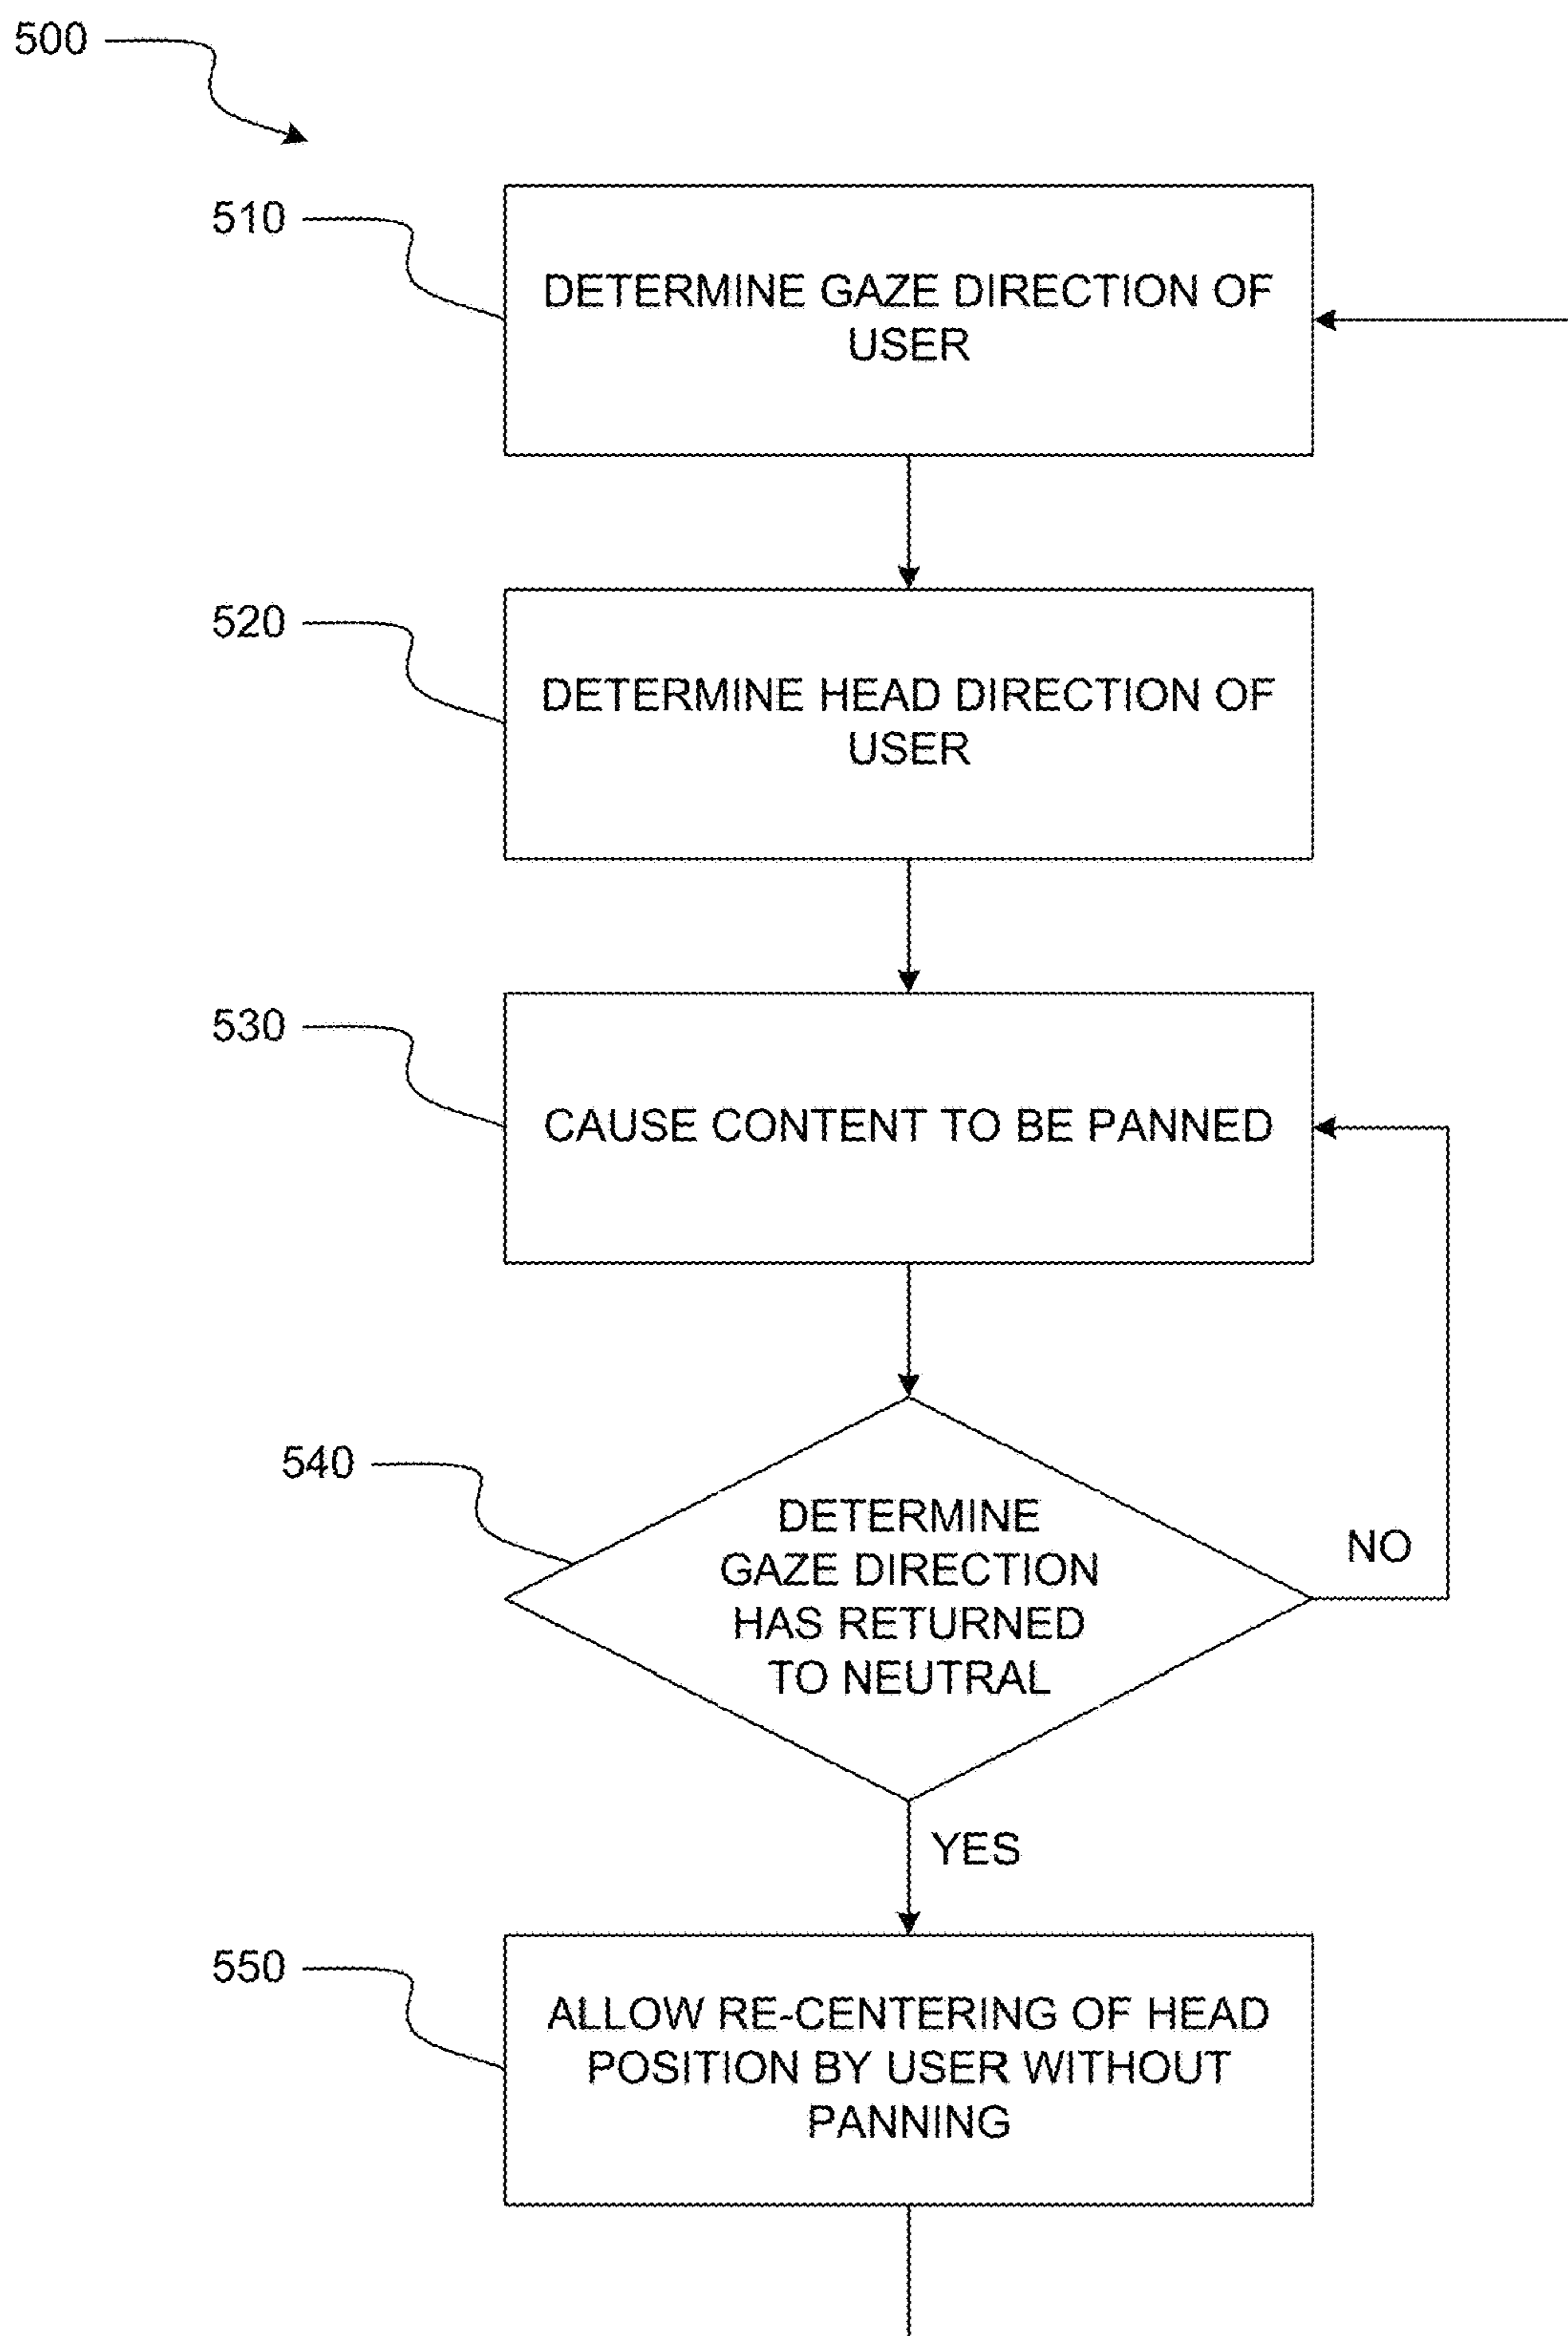 500
510
DETERMINE GAZE DIRECTION OF
USER
520
DETERMINE HEAD DIRECTION OF
USER
530
CAUSE CONTENT TO BE PANNED
540
DETERMINE
GAZE DIRECTION
HAS RETURNED
TO NEUTRAL
NO
YES
550
ALLOW RE-CENTERING OF HEAD
POSITION BY USER WITHOUT
PANNING